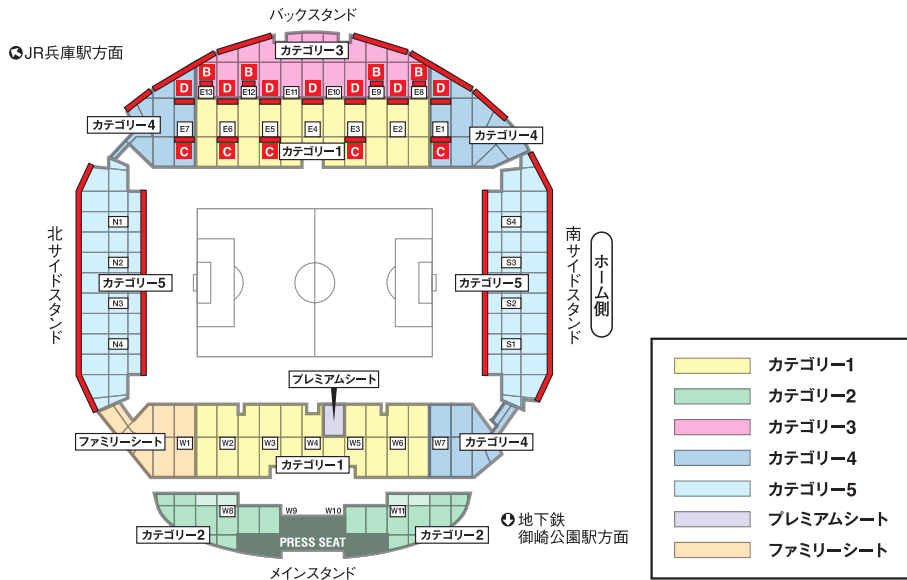 バックスタンド
JR兵庫駅方面
カテゴリー3
B B B B
D D D D D D D
E13 E12 E11 E10 E9 E8
カテゴリー4
E7 E6 E5 E4 E3 E2 E1
カテゴリー4
C C C C C
カテゴリー1
北サイドスタンド
N1
N2
カテゴリー5
N3
N4
S4
S3
カテゴリー5
S2
S1
南サイドスタンド
ホーム側
プレミアムシート
ファミリーシート
W1 W2 W3 W4 W5 W6 W7
カテゴリー4
カテゴリー1
W8 W9 W10 W11
カテゴリー2
PRESS SEAT
カテゴリー2
メインスタンド
地下鉄
御崎公園駅方面
カテゴリー1
カテゴリー2
カテゴリー3
カテゴリー4
カテゴリー5
プレミアムシート
ファミリーシート